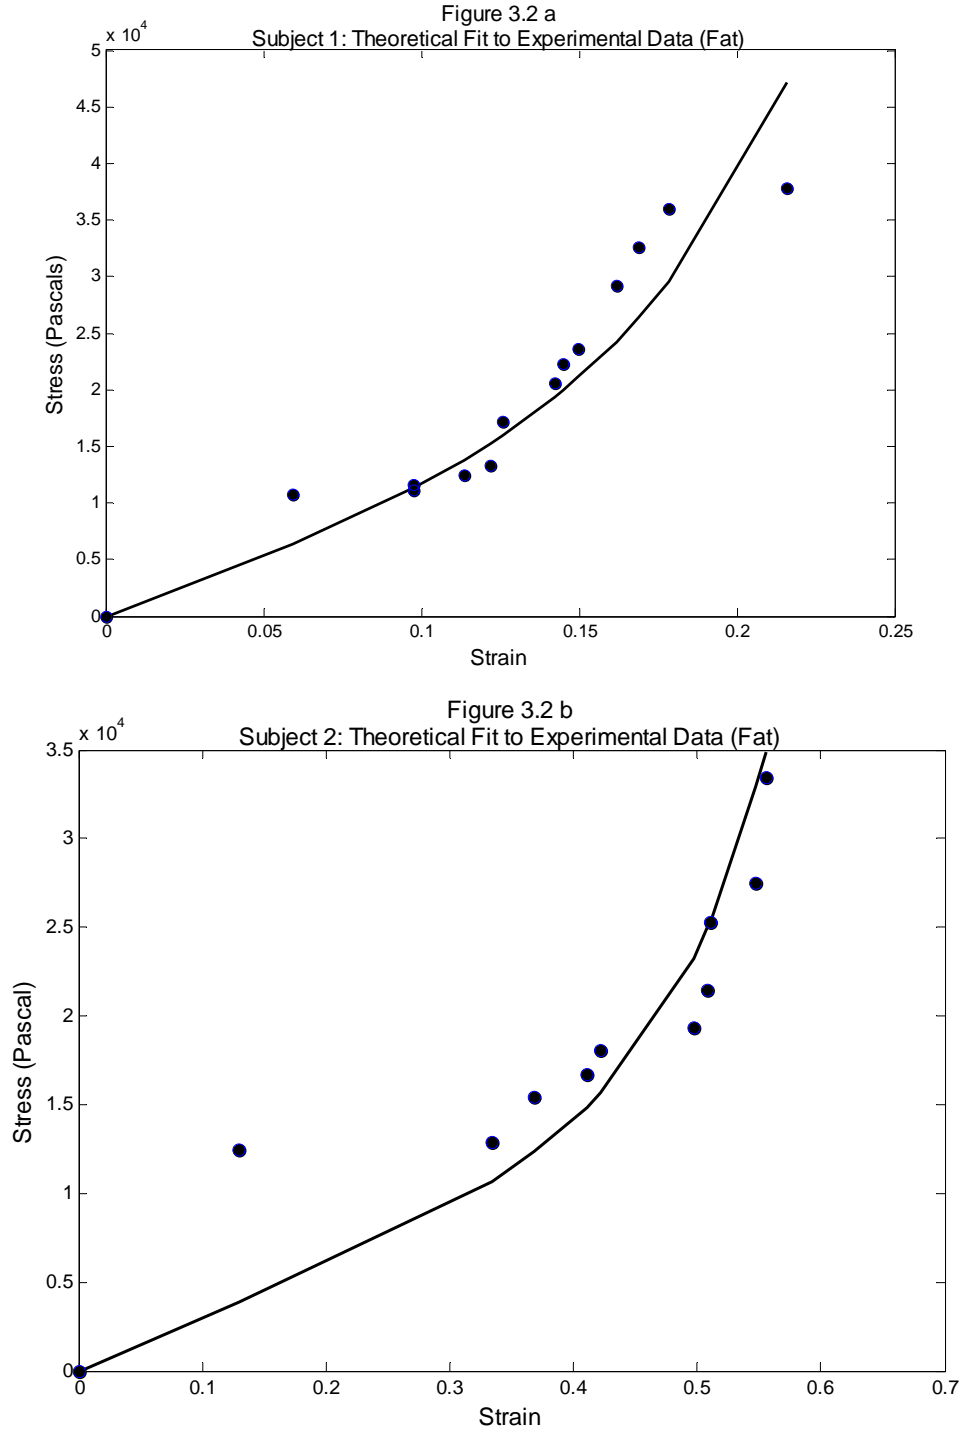 Figure 3.2 a
Subject 1: Theoretical Fit to Experimental Data (Fat)
x 10^4
5
4.5
4
3.5
3
2.5
2
1.5
1
0.5
0
Stress (Pascals)
0 0.05 0.1 0.15 0.2 0.25
Strain
Figure 3.2 b
Subject 2: Theoretical Fit to Experimental Data (Fat)
x 10^4
3.5
3
2.5
2
1.5
1
0.5
0
Stress (Pascal)
0 0.1 0.2 0.3 0.4 0.5 0.6 0.7
Strain